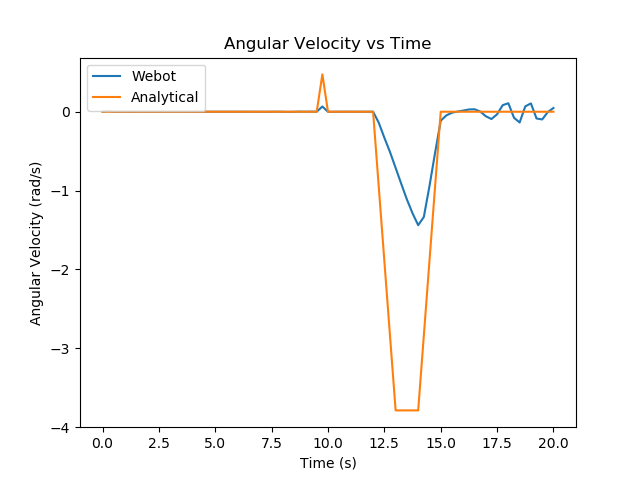 Angular Velocity vs Time
Webot
Analytical
Angular Velocity (rad/s)
0
−1
−2
−3
−4
0.0 2.5 5.0 7.5 10.0 12.5 15.0 17.5 20.0
Time (s)